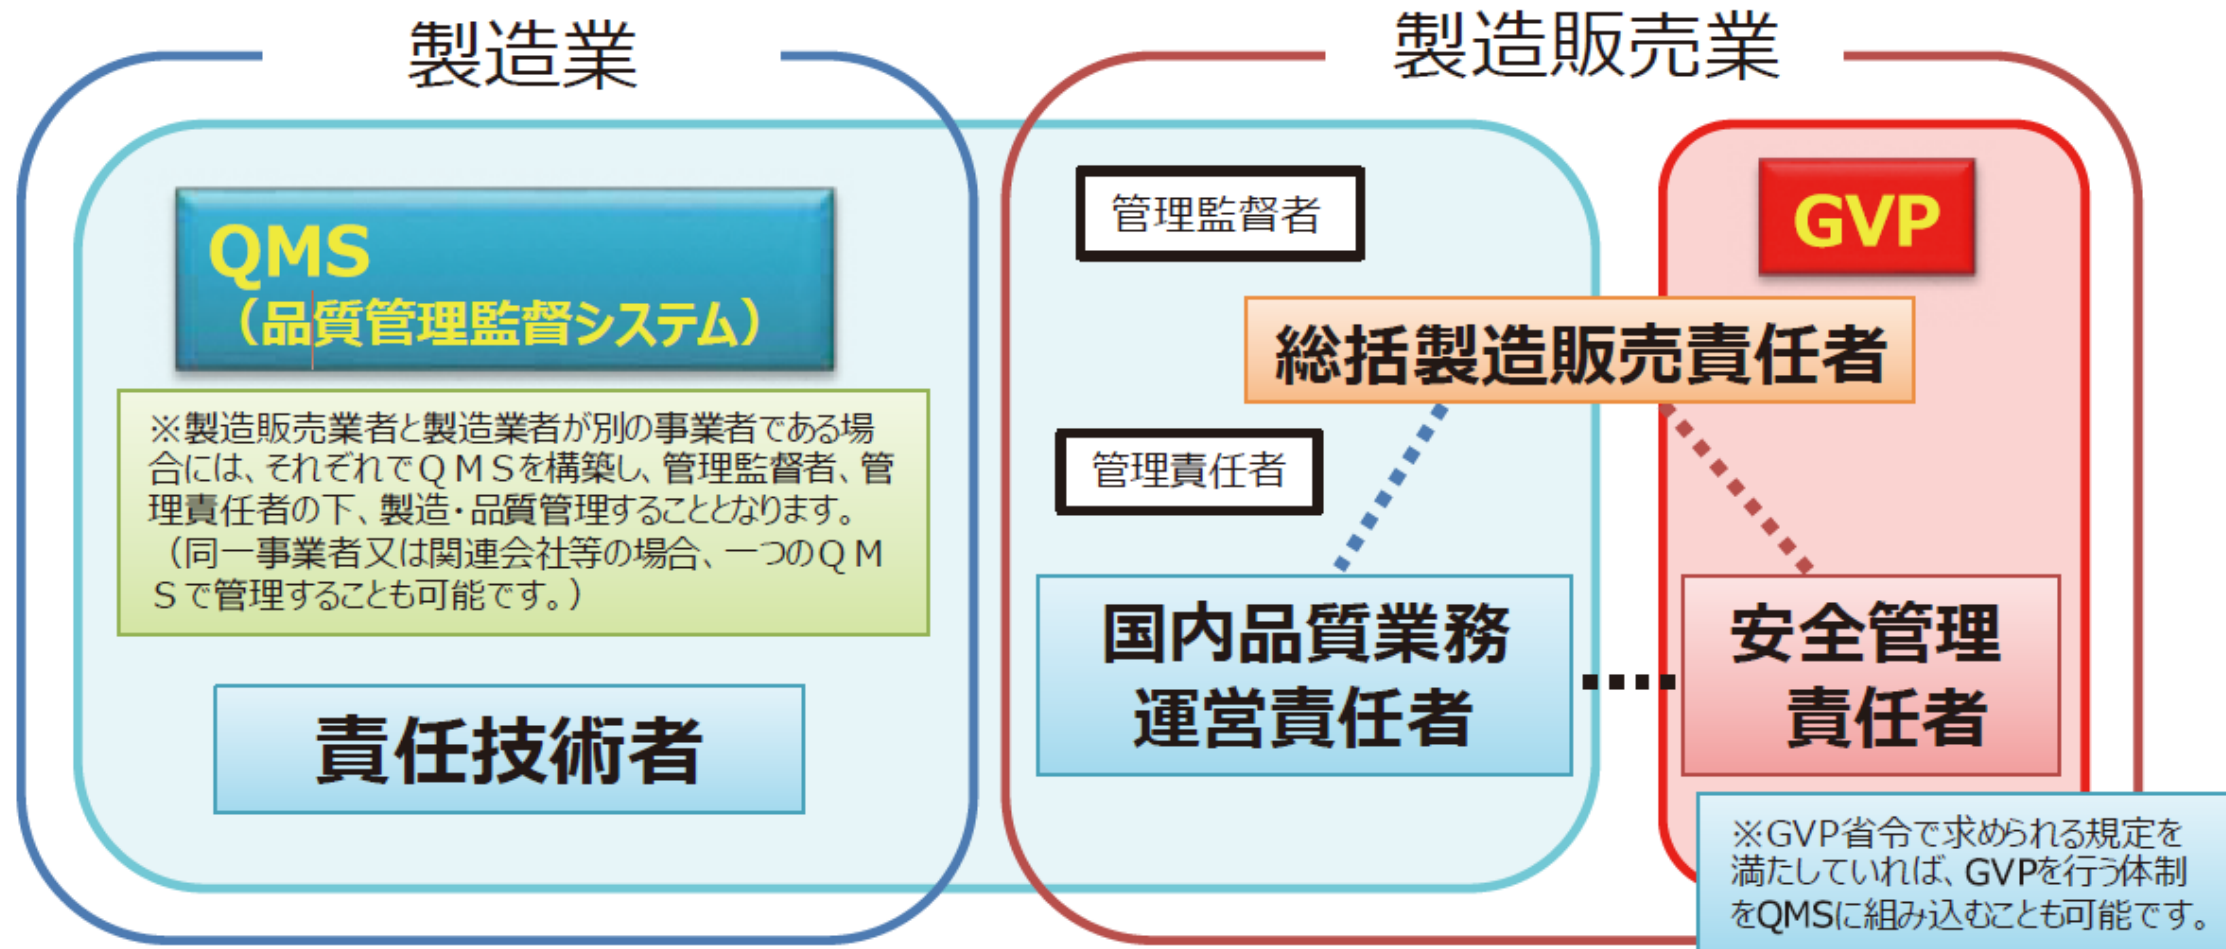 製造業
製造販売業
QMS
（品質管理監督システム）
※製造販売業者と製造業者が別の事業者である場
合には、それぞれでＱＭＳを構築し、管理監督者、管
理責任者の下、製造・品質管理することとなります。
（同一事業者又は関連会社等の場合、一つのＱＭ
Ｓで管理することも可能です。）
責任技術者
管理監督者
GVP
総括製造販売責任者
管理責任者
国内品質業務
運営責任者
安全管理
責任者
※GVP省令で求められる規定を
満たしていれば、GVPを行う体制
をQMSに組み込むことも可能です。